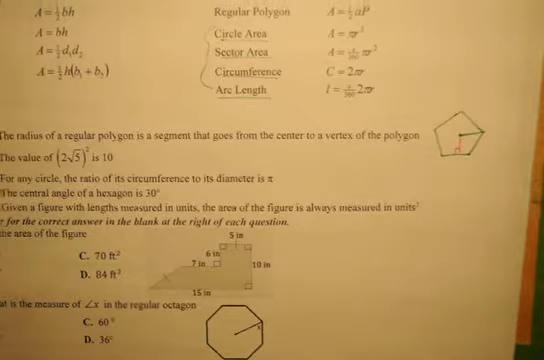 A = ½bh Regular Polygon A = ½aP
A = bh Circle Area A = πr²
A = ½d₁d₂ Sector Area A = x/360 πr²
A = ½h(b₁ + b₂) Circumference C = 2πr
Arc Length l = x/360 2πr
The radius of a regular polygon is a segment that goes from the center to a vertex of the polygon
The value of (2√5)² is 10
For any circle, the ratio of its circumference to its diameter is π
The central angle of a hexagon is 30°
Given a figure with lengths measured in units, the area of the figure is always measured in units²
for the correct answer in the blank at the right of each question.
the area of the figure
5 in
C. 70 ft² 6 in
7 in 10 in
D. 84 ft²
15 in
at is the measure of ∠x in the regular octagon
C. 60°
x
D. 36°